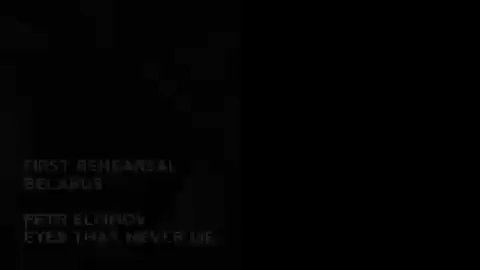 FIRST REHEARSAL
BELARUS
PETR ELFIMOV
EYES THAT NEVER LIE